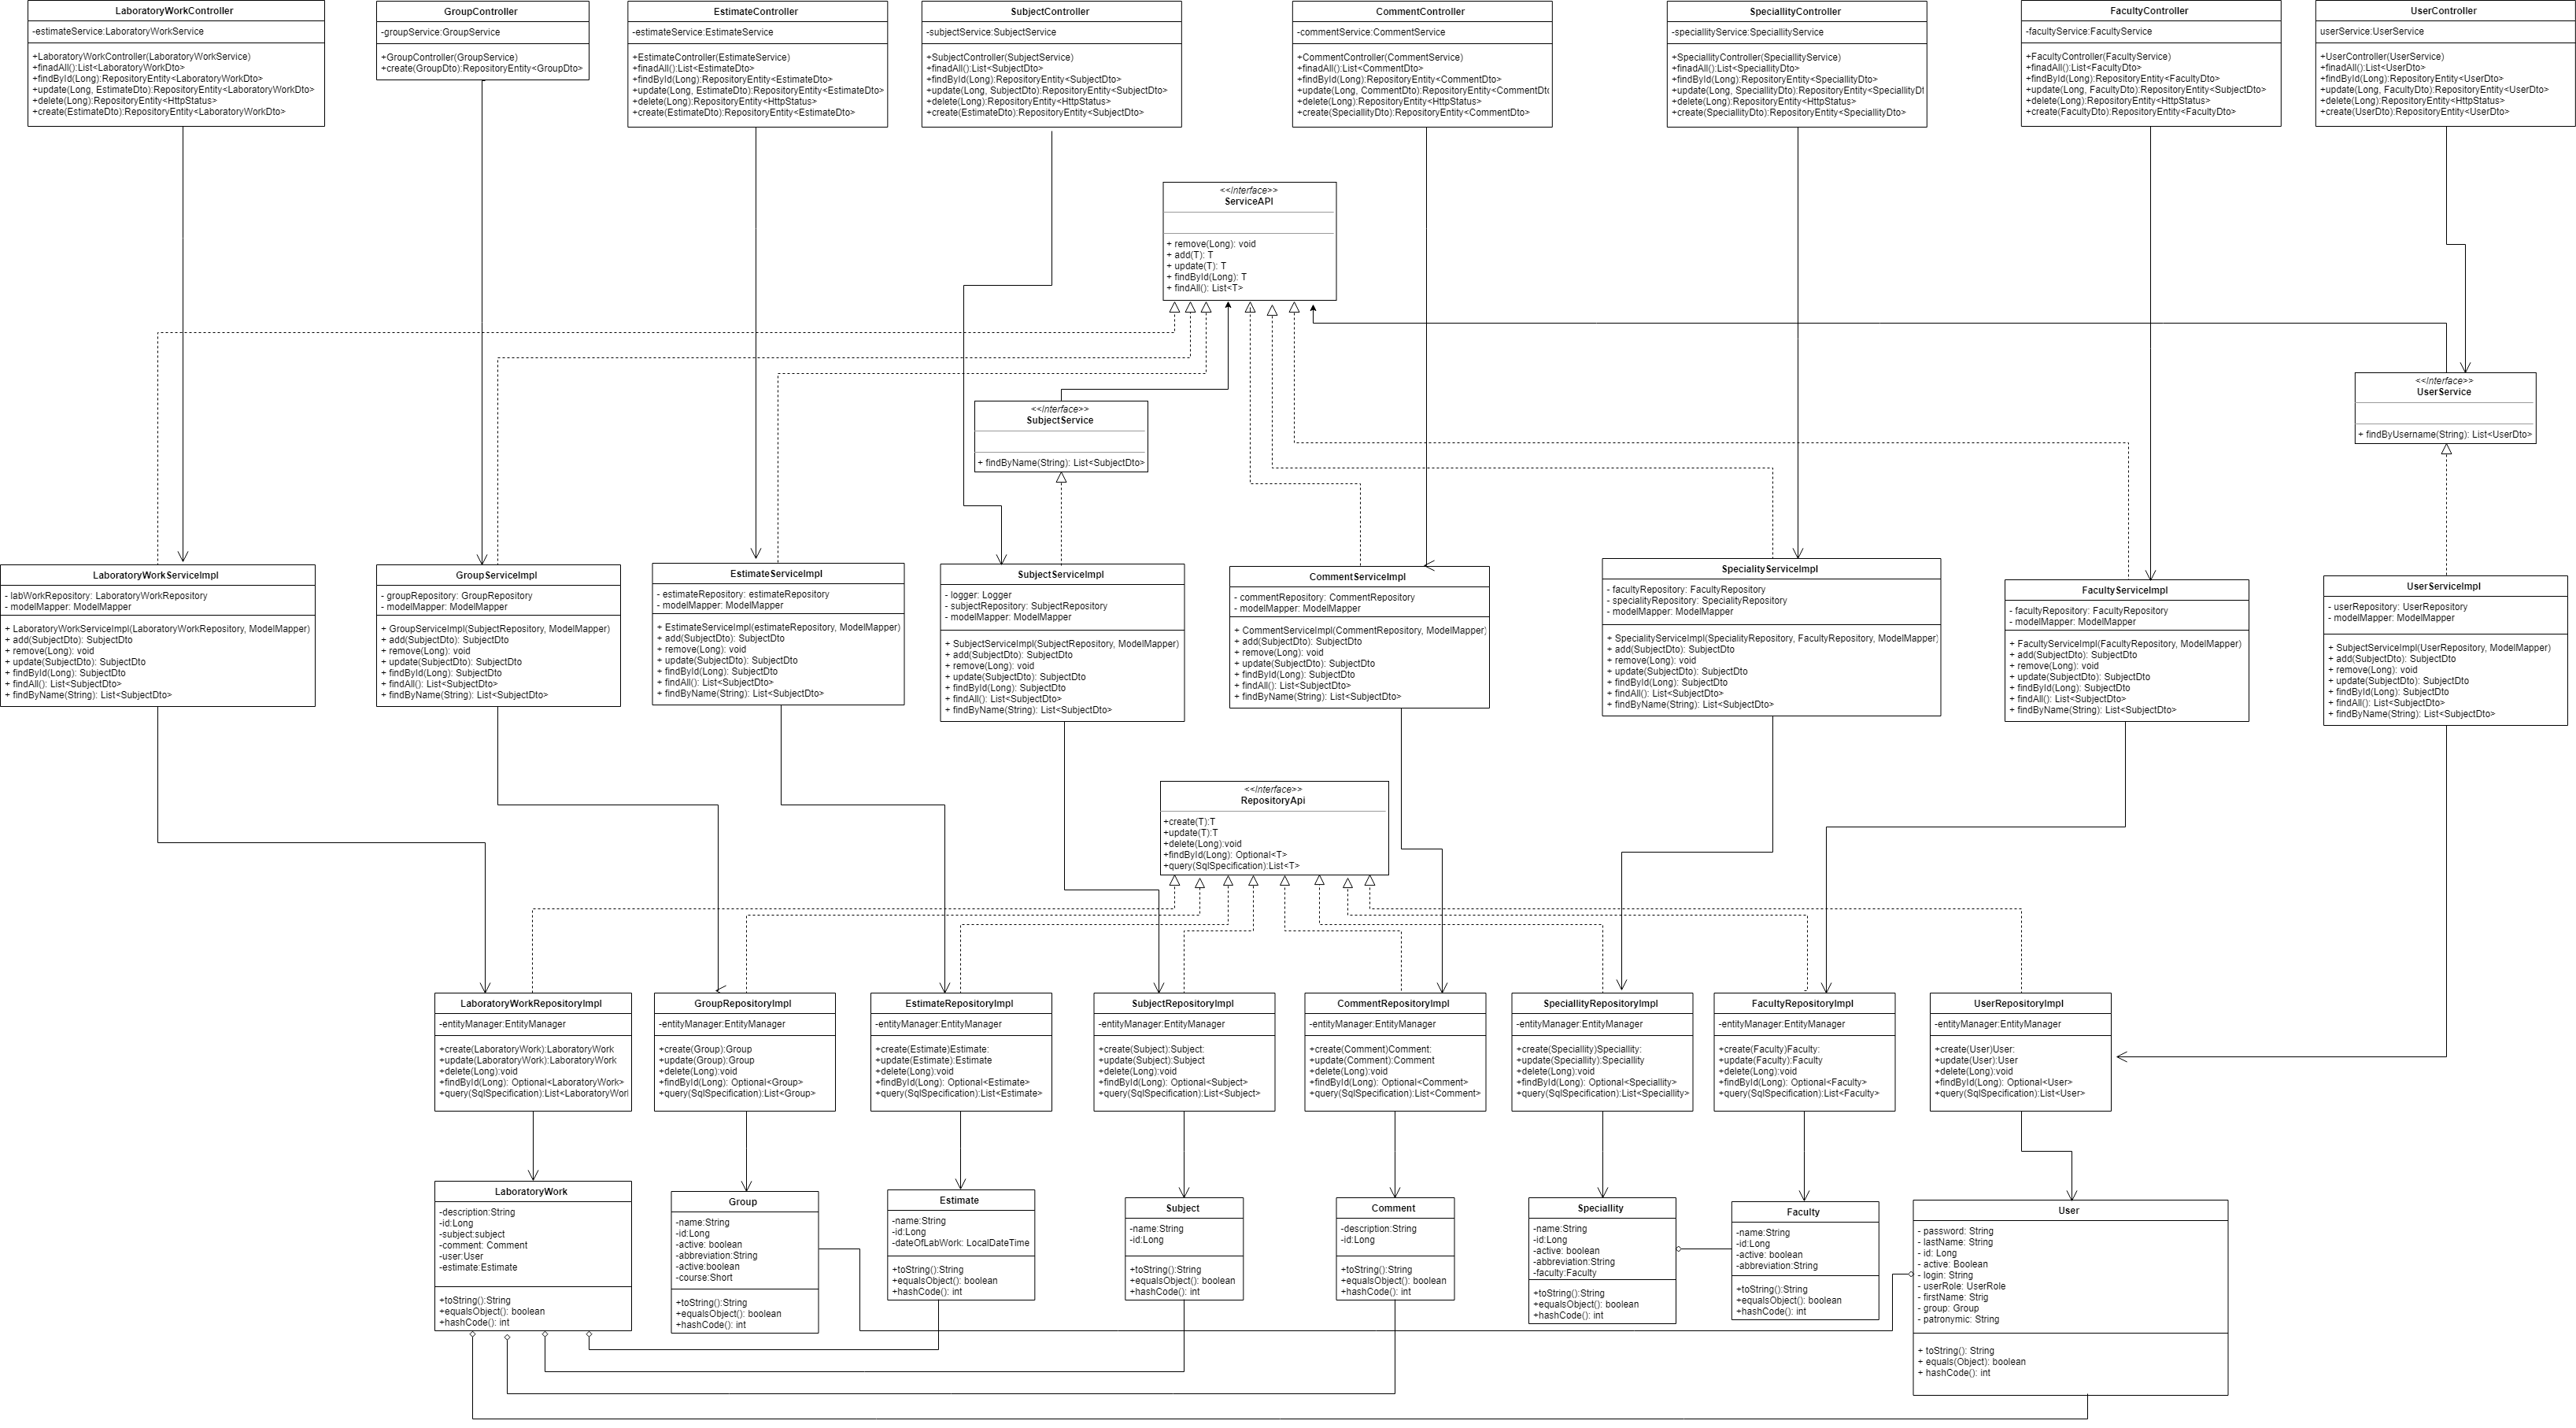 LaboratoryWorkController
-estimateService:LaboratoryWorkService
+LaboratoryWorkController(LaboratoryWorkService)
+finadAll():List<LaboratoryWorkDto>
+findById(Long):RepositoryEntity<LaboratoryWorkDto>
+update(Long, EstimateDto):RepositoryEntity<LaboratoryWorkDto>
+delete(Long):RepositoryEntity<HttpStatus>
+create(EstimateDto):RepositoryEntity<LaboratoryWorkDto>
GroupController
-groupService:GroupService
+GroupController(GroupService)
+create(GroupDto):RepositoryEntity<GroupDto>
EstimateController
-estimateService:EstimateService
+EstimateController(EstimateService)
+finadAll():List<EstimateDto>
+findById(Long):RepositoryEntity<EstimateDto>
+update(Long, EstimateDto):RepositoryEntity<EstimateDto>
+delete(Long):RepositoryEntity<HttpStatus>
+create(EstimateDto):RepositoryEntity<EstimateDto>
SubjectController
-subjectService:SubjectService
+SubjectController(SubjectService)
+finadAll():List<SubjectDto>
+findById(Long):RepositoryEntity<SubjectDto>
+update(Long, SubjectDto):RepositoryEntity<SubjectDto>
+delete(Long):RepositoryEntity<HttpStatus>
+create(EstimateDto):RepositoryEntity<SubjectDto>
CommentController
-commentService:CommentService
+CommentController(CommentService)
+finadAll():List<CommentDto>
+findById(Long):RepositoryEntity<CommentDto>
+update(Long, CommentDto):RepositoryEntity<CommentDt
+delete(Long):RepositoryEntity<HttpStatus>
+create(SpeciallityDto):RepositoryEntity<CommentDto>
SpeciallityController
-speciallityService:SpeciallityService
+SpeciallityController(SpeciallityService)
+finadAll():List<SpeciallityDto>
+findById(Long):RepositoryEntity<SpeciallityDto>
+update(Long, SpeciallityDto):RepositoryEntity<SpeciallityDt
+delete(Long):RepositoryEntity<HttpStatus>
+create(SpeciallityDto):RepositoryEntity<SpeciallityDto>
FacultyController
-facultyService:FacultyService
+FacultyController(FacultyService)
+finadAll():List<FacultyDto>
+findById(Long):RepositoryEntity<FacultyDto>
+update(Long, FacultyDto):RepositoryEntity<SubjectDto>
+delete(Long):RepositoryEntity<HttpStatus>
+create(FacultyDto):RepositoryEntity<FacultyDto>
UserController
userService:UserService
+UserController(UserService)
+finadAll():List<UserDto>
+findById(Long):RepositoryEntity<UserDto>
+update(Long, FacultyDto):RepositoryEntity<UserDto>
+delete(Long):RepositoryEntity<HttpStatus>
+create(UserDto):RepositoryEntity<UserDto>
<<Interface>>
ServiceAPI
+ remove(Long): void
+ add(T): T
+ update(T): T
+ findById(Long): T
+ findAll(): List<T>
<<Interface>>
SubjectService
+ findByName(String): List<SubjectDto>
<<Interface>>
UserService
+ findByUsername(String): List<UserDto>
LaboratoryWorkServiceImpl
- labWorkRepository: LaboratoryWorkRepository
- modelMapper: ModelMapper
+ LaboratoryWorkServiceImpl(LaboratoryWorkRepository, ModelMapper)
+ add(SubjectDto): SubjectDto
+ remove(Long): void
+ update(SubjectDto): SubjectDto
+ findById(Long): SubjectDto
+ findAll(): List<SubjectDto>
+ findByName(String): List<SubjectDto>
GroupServiceImpl
- groupRepository: GroupRepository
- modelMapper: ModelMapper
+ GroupServiceImpl(SubjectRepository, ModelMapper)
+ add(SubjectDto): SubjectDto
+ remove(Long): void
+ update(SubjectDto): SubjectDto
+ findById(Long): SubjectDto
+ findAll(): List<SubjectDto>
+ findByName(String): List<SubjectDto>
EstimateServiceImpl
- estimateRepository: estimateRepository
- modelMapper: ModelMapper
+ EstimateServiceImpl(estimateRepository, ModelMapper)
+ add(SubjectDto): SubjectDto
+ remove(Long): void
+ update(SubjectDto): SubjectDto
+ findById(Long): SubjectDto
+ findAll(): List<SubjectDto>
+ findByName(String): List<SubjectDto>
SubjectServiceImpl
- logger: Logger
- subjectRepository: SubjectRepository
- modelMapper: ModelMapper
+ SubjectServiceImpl(SubjectRepository, ModelMapper)
+ add(SubjectDto): SubjectDto
+ remove(Long): void
+ update(SubjectDto): SubjectDto
+ findById(Long): SubjectDto
+ findAll(): List<SubjectDto>
+ findByName(String): List<SubjectDto>
CommentServiceImpl
- commentRepository: CommentRepository
- modelMapper: ModelMapper
+ CommentServiceImpl(CommentRepository, ModelMapper)
+ add(SubjectDto): SubjectDto
+ remove(Long): void
+ update(SubjectDto): SubjectDto
+ findById(Long): SubjectDto
+ findAll(): List<SubjectDto>
+ findByName(String): List<SubjectDto>
SpecialityServiceImpl
- facultyRepository: FacultyRepository
- specialityRepository: SpecialityRepository
- modelMapper: ModelMapper
+ SpecialityServiceImpl(SpecialityRepository, FacultyRepository, ModelMapper)
+ add(SubjectDto): SubjectDto
+ remove(Long): void
+ update(SubjectDto): SubjectDto
+ findById(Long): SubjectDto
+ findAll(): List<SubjectDto>
+ findByName(String): List<SubjectDto>
FacultyServiceImpl
- facultyRepository: FacultyRepository
- modelMapper: ModelMapper
+ FacultyServiceImpl(FacultyRepository, ModelMapper)
+ add(SubjectDto): SubjectDto
+ remove(Long): void
+ update(SubjectDto): SubjectDto
+ findById(Long): SubjectDto
+ findAll(): List<SubjectDto>
+ findByName(String): List<SubjectDto>
UserServiceImpl
- userRepository: UserRepository
- modelMapper: ModelMapper
+ SubjectServiceImpl(UserRepository, ModelMapper)
+ add(SubjectDto): SubjectDto
+ remove(Long): void
+ update(SubjectDto): SubjectDto
+ findById(Long): SubjectDto
+ findAll(): List<SubjectDto>
+ findByName(String): List<SubjectDto>
<<Interface>>
RepositoryApi
+create(T):T
+update(T):T
+delete(Long):void
+findById(Long): Optional<T>
+query(SqlSpecification):List<T>
LaboratoryWorkRepositoryImpl
-entityManager:EntityManager
+create(LaboratoryWork):LaboratoryWork
+update(LaboratoryWork):LaboratoryWork
+delete(Long):void
+findById(Long): Optional<LaboratoryWork>
+query(SqlSpecification):List<LaboratoryWor
GroupRepositoryImpl
-entityManager:EntityManager
+create(Group):Group
+update(Group):Group
+delete(Long):void
+findById(Long): Optional<Group>
+query(SqlSpecification):List<Group>
EstimateRepositoryImpl
-entityManager:EntityManager
+create(Estimate)Estimate:
+update(Estimate):Estimate
+delete(Long):void
+findById(Long): Optional<Estimate>
+query(SqlSpecification):List<Estimate>
SubjectRepositoryImpl
-entityManager:EntityManager
+create(Subject):Subject:
+update(Subject):Subject
+delete(Long):void
+findById(Long): Optional<Subject>
+query(SqlSpecification):List<Subject>
CommentRepositoryImpl
-entityManager:EntityManager
+create(Comment)Comment:
+update(Comment):Comment
+delete(Long):void
+findById(Long): Optional<Comment>
+query(SqlSpecification):List<Comment>
SpeciallityRepositoryImpl
-entityManager:EntityManager
+create(Speciallity)Speciallity:
+update(Speciallity):Speciallity
+delete(Long):void
+findById(Long): Optional<Speciallity>
+query(SqlSpecification):List<Speciallity>
FacultyRepositoryImpl
-entityManager:EntityManager
+create(Faculty)Faculty:
+update(Faculty):Faculty
+delete(Long):void
+findById(Long): Optional<Faculty>
+query(SqlSpecification):List<Faculty>
UserRepositoryImpl
-entityManager:EntityManager
+create(User)User:
+update(User):User
+delete(Long):void
+findById(Long): Optional<User>
+query(SqlSpecification):List<User>
LaboratoryWork
-description:String
-id:Long
-subject:subject
-comment: Comment
-user:User
-estimate:Estimate
+toString():String
+equalsObject(): boolean
+hashCode(): int
Group
-name:String
-id:Long
-active: boolean
-abbreviation:String
-active:boolean
-course:Short
+toString():String
+equalsObject(): boolean
+hashCode(): int
Estimate
-name:String
-id:Long
-dateOfLabWork: LocalDateTime
+toString():String
+equalsObject(): boolean
+hashCode(): int
Subject
-name:String
-id:Long
+toString():String
+equalsObject(): boolean
+hashCode(): int
Comment
-description:String
-id:Long
+toString():String
+equalsObject(): boolean
+hashCode(): int
Speciallity
-name:String
-id:Long
-active: boolean
-abbreviation:String
-faculty:Faculty
+toString():String
+equalsObject(): boolean
+hashCode(): int
Faculty
-name:String
-id:Long
-active: boolean
-abbreviation:String
+toString():String
+equalsObject(): boolean
+hashCode(): int
User
- password: String
- lastName: String
- id: Long
- active: Boolean
- login: String
- userRole: UserRole
- firstName: Strig
- group: Group
- patronymic: String
+ toString(): String
+ equals(Object): boolean
+ hashCode(): int